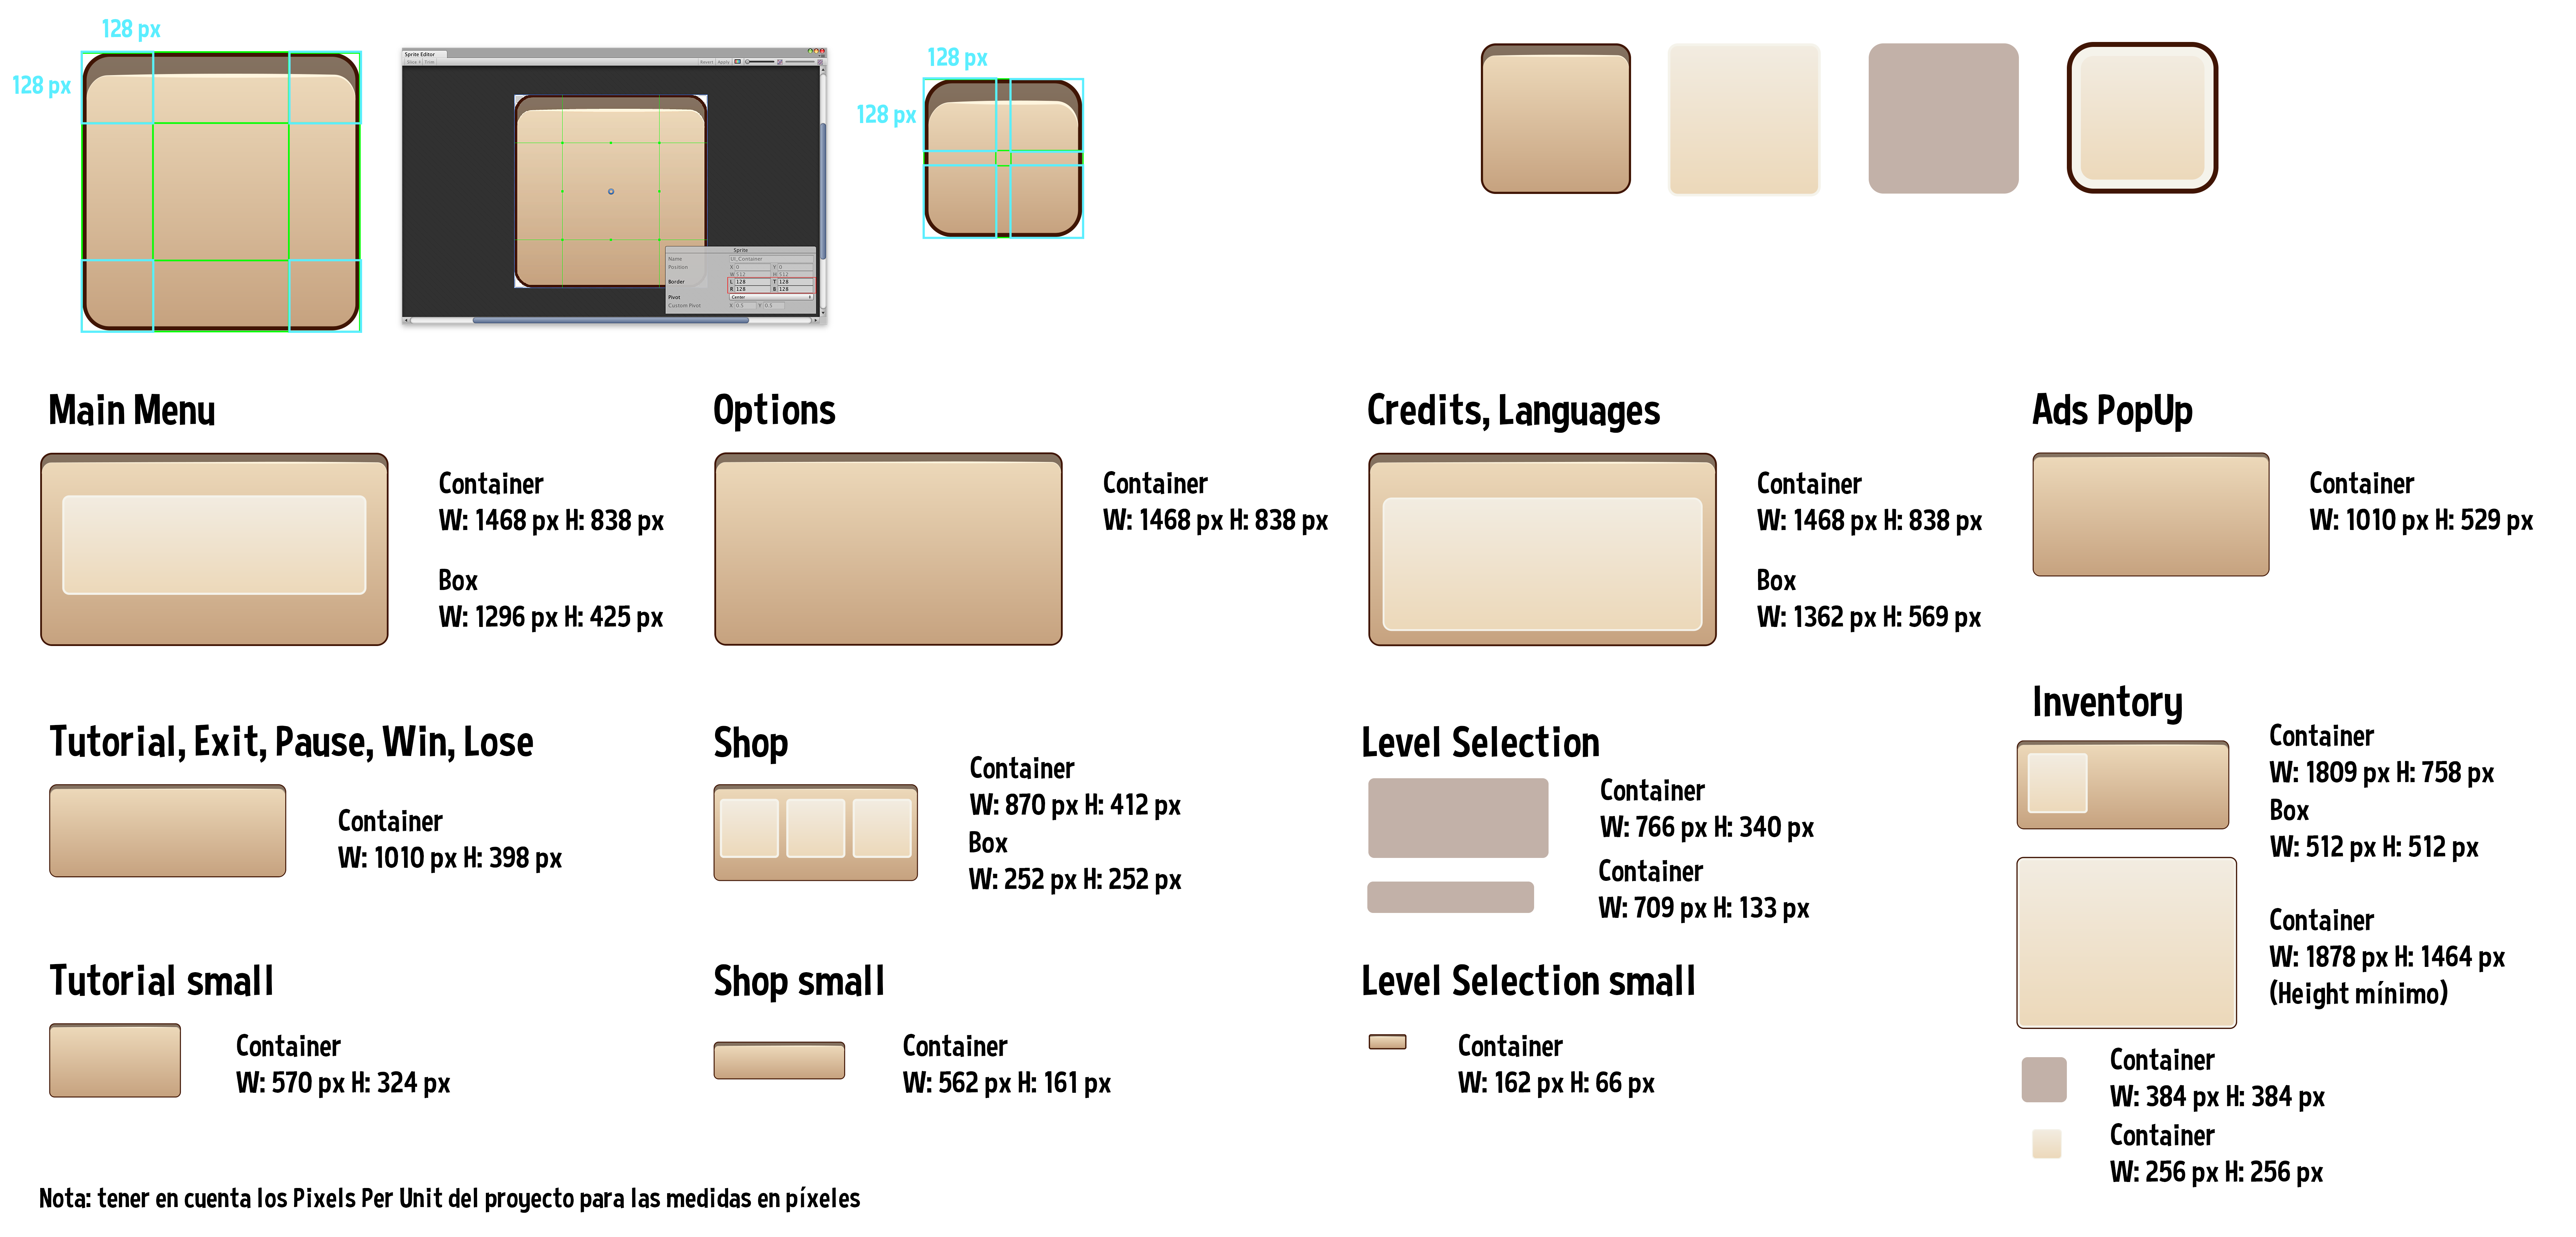 128 px
128 px
Sprite Editor
Slice Trim
Revert Apply
Sprite
Name UI_Container
Position X 0 Y 0
W 512 H 512
Border L 128 T 128
R 128 B 128
Pivot Center
Custom Pivot X 0.5 Y 0.5
128 px
128 px
Main Menu
Container
W: 1468 px H: 838 px
Box
W: 1296 px H: 425 px
Options
Container
W: 1468 px H: 838 px
Credits, Languages
Container
W: 1468 px H: 838 px
Box
W: 1362 px H: 569 px
Ads PopUp
Container
W: 1010 px H: 529 px
Tutorial, Exit, Pause, Win, Lose
Container
W: 1010 px H: 398 px
Shop
Container
W: 870 px H: 412 px
Box
W: 252 px H: 252 px
Level Selection
Container
W: 766 px H: 340 px
Container
W: 709 px H: 133 px
Inventory
Container
W: 1809 px H: 758 px
Box
W: 512 px H: 512 px
Container
W: 1878 px H: 1464 px
(Height mínimo)
Container
W: 384 px H: 384 px
Container
W: 256 px H: 256 px
Tutorial small
Container
W: 570 px H: 324 px
Shop small
Container
W: 562 px H: 161 px
Level Selection small
Container
W: 162 px H: 66 px
Nota: tener en cuenta los Pixels Per Unit del proyecto para las medidas en píxeles